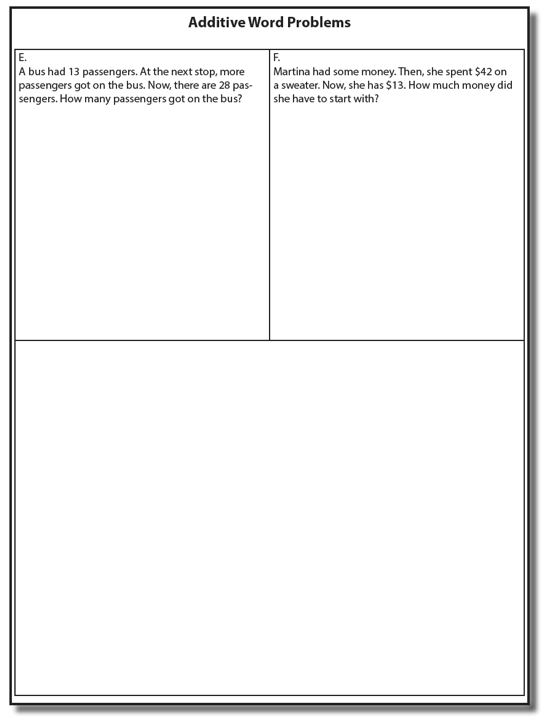 Additive Word Problems
E.
A bus had 13 passengers. At the next stop, more
passengers got on the bus. Now, there are 28 pas-
sengers. How many passengers got on the bus?
F.
Martina had some money. Then, she spent $42 on
a sweater. Now, she has $13. How much money did
she have to start with?